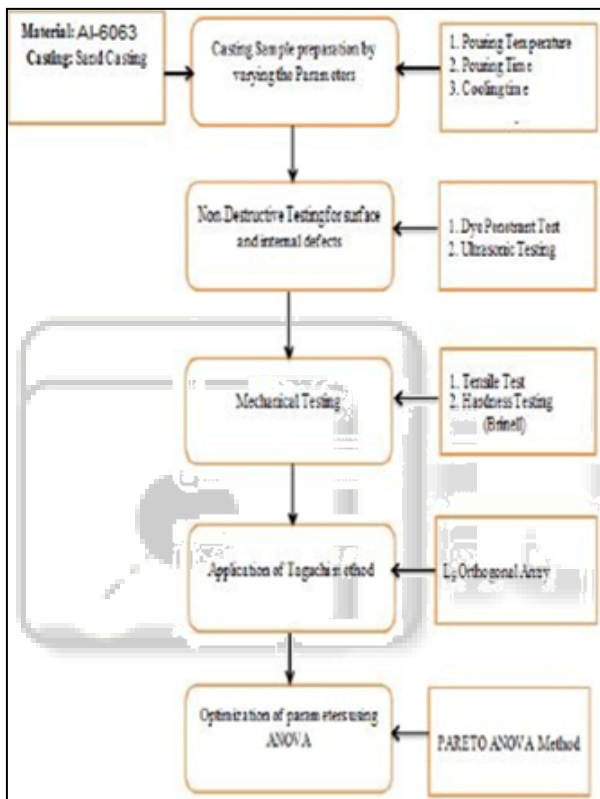 Material: Al-6063
Casting: Sand Casting
Casting Sample preparation by
varying the Parameters
1. Pouring Temperature
2. Pouring Time
3. Cooling time
Non-Destructive Testing for surface
and internal defects
1. Dye Penetrant Test
2. Ultrasonic Testing
Mechanical Testing
1. Tensile Test
2. Hardness Testing
(Brinell)
Application of Taguchi method
Orthogonal Array
Optimization of parameters using
ANOVA
PARETO ANOVA Method